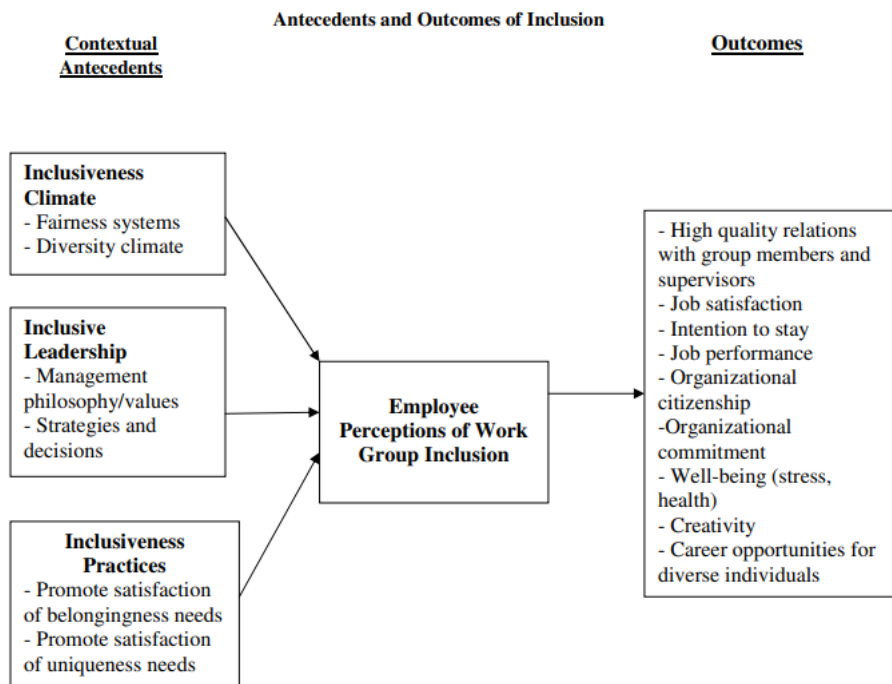 Antecedents and Outcomes of Inclusion
Contextual
Antecedents
Outcomes
Inclusiveness
Climate
- Fairness systems
- Diversity climate
Inclusive
Leadership
- Management
philosophy/values
- Strategies and
decisions
Inclusiveness
Practices
- Promote satisfaction
of belongingness needs
- Promote satisfaction
of uniqueness needs
Employee
Perceptions of Work
Group Inclusion
- High quality relations
with group members and
supervisors
- Job satisfaction
- Intention to stay
- Job performance
- Organizational
citizenship
-Organizational
commitment
- Well-being (stress,
health)
- Creativity
- Career opportunities for
diverse individuals